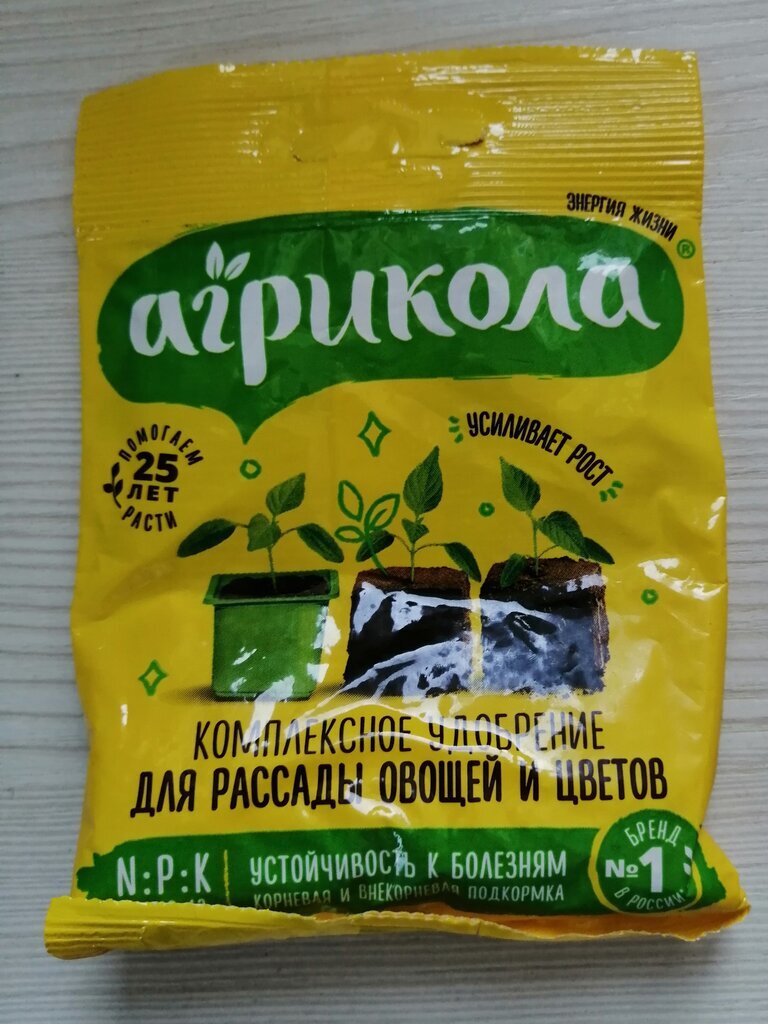 ЭНЕРГИЯ ЖИЗНИ
агрикола®
ПОМОГАЕМ
25
ЛЕТ
РАСТИ
УСИЛИВАЕТ РОСТ
КОМПЛЕКСНОЕ УДОБРЕНИЕ
ДЛЯ РАССАДЫ ОВОЩЕЙ И ЦВЕТОВ
N:P:K
УСТОЙЧИВОСТЬ К БОЛЕЗНЯМ
КОРНЕВАЯ И ВНЕКОРНЕВАЯ ПОДКОРМКА
БРЕНД
№1
В РОССИИ*